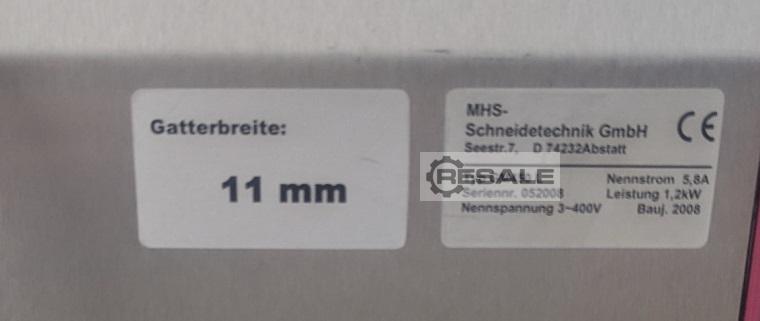 Gatterbreite:
11 mm
MHS-
Schneidetechnik GmbH
CE
Seestr.7, D 74232Abstatt
RESALE
Nennstrom 5,8A
Seriennr. 052008 Leistung 1,2kW
Nennspannung 3~400V Bauj. 2008